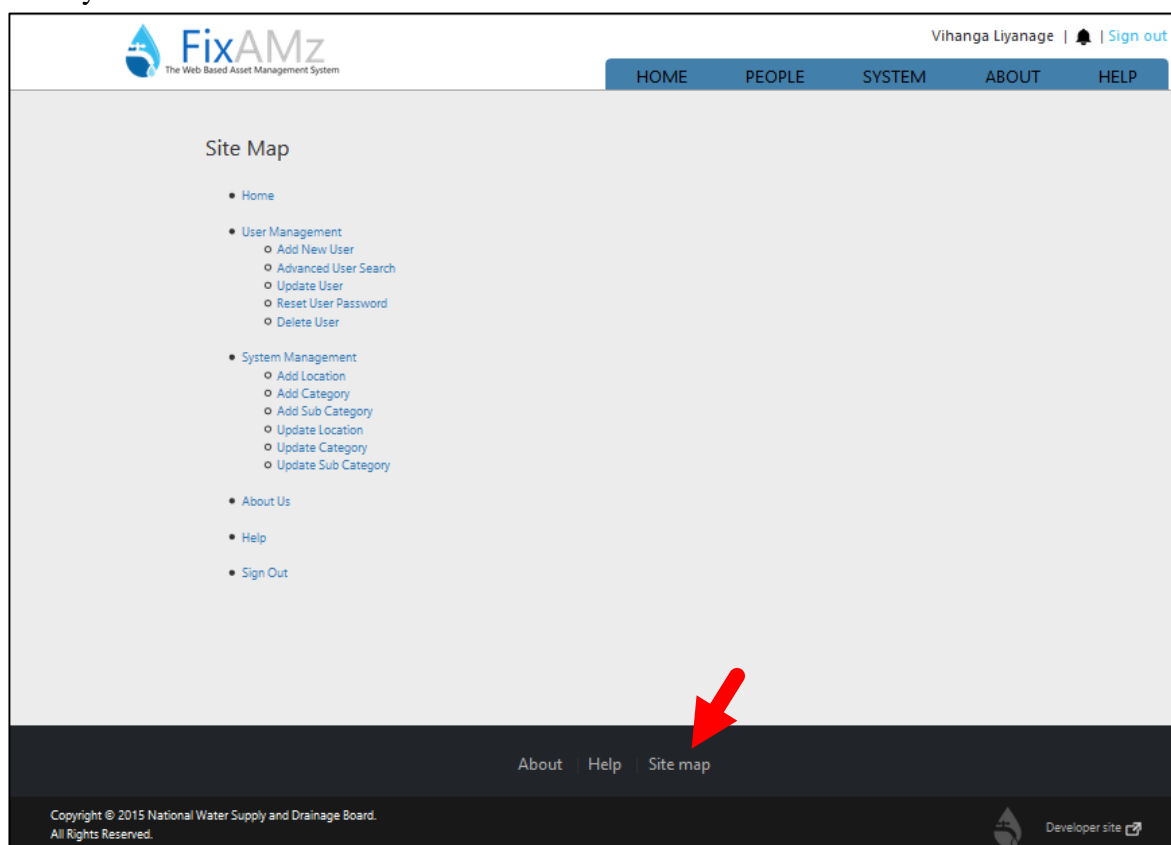 FixAMz
The Web Based Asset Management System
Vihanga Liyanage | | Sign out
HOME PEOPLE SYSTEM ABOUT HELP
Site Map
Home
User Management
Add New User
Advanced User Search
Update User
Reset User Password
Delete User
System Management
Add Location
Add Category
Add Sub Category
Update Location
Update Category
Update Sub Category
About Us
Help
Sign Out
About | Help | Site map
Copyright © 2015 National Water Supply and Drainage Board.
All Rights Reserved.
Developer site